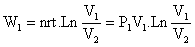 W₁ = nrt.Ln V₁/V₂ = P₁V₁.Ln V₁/V₂